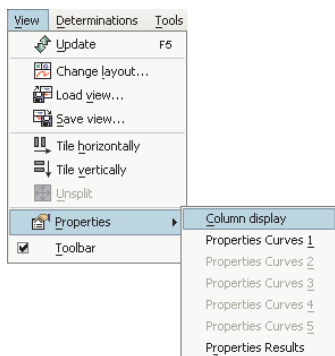 View Determinations Tools
Update F5
Change layout...
Load view...
Save view...
Tile horizontally
Tile vertically
Unsplit
Properties
Toolbar
Column display
Properties Curves 1
Properties Curves 2
Properties Curves 3
Properties Curves 4
Properties Curves 5
Properties Results